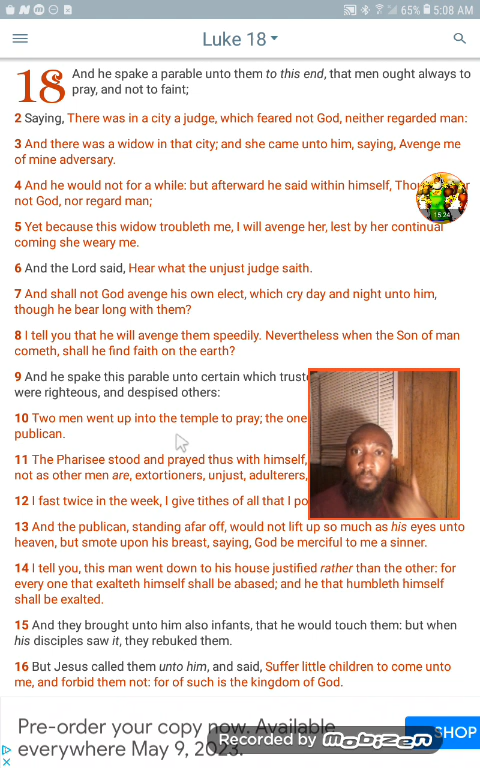 65% 5:08 AM
Luke 18
18 And he spake a parable unto them to this end, that men ought always to
pray, and not to faint;
2 Saying, There was in a city a judge, which feared not God, neither regarded man:
3 And there was a widow in that city; and she came unto him, saying, Avenge me
of mine adversary.
4 And he would not for a while: but afterward he said within himself,
not God, nor regard man;
15:24
5 Yet because this widow troubleth me, I will avenge her, lest by her continual
coming she weary me.
6 And the Lord said, Hear what the unjust judge saith.
7 And shall not God avenge his own elect, which cry day and night unto him,
though he bear long with them?
8 I tell you that he will avenge them speedily. Nevertheless when the Son of man
cometh, shall he find faith on the earth?
9 And he spake this parable unto certain which
were righteous, and despised others:
10 Two men went up into the temple to pray; the one
publican.
11 The Pharisee stood and prayed thus with himself,
not as other men are, extortioners, unjust, adulterers,
12 I fast twice in the week, I give tithes of all that I
13 And the publican, standing afar off, would not lift up so much as his eyes unto
heaven, but smote upon his breast, saying, God be merciful to me a sinner.
14 I tell you, this man went down to his house justified rather than the other: for
every one that exalteth himself shall be abased; and he that humbleth himself
shall be exalted.
15 And they brought unto him also infants, that he would touch them: but when
his disciples saw it, they rebuked them.
16 But Jesus called them unto him, and said, Suffer little children to come unto
me, and forbid them not: for of such is the kingdom of God.
Pre-order your copy now. Available
everywhere May 9, 2023.
SHOP
Recorded by Mobizen